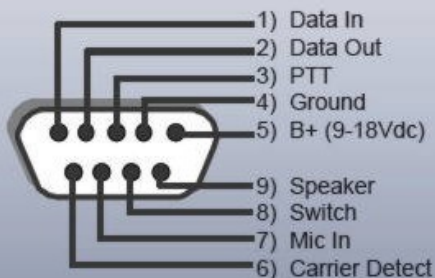 1) Data In
2) Data Out
3) PTT
4) Ground
5) B+ (9-18Vdc)
9) Speaker
8) Switch
7) Mic In
6) Carrier Detect